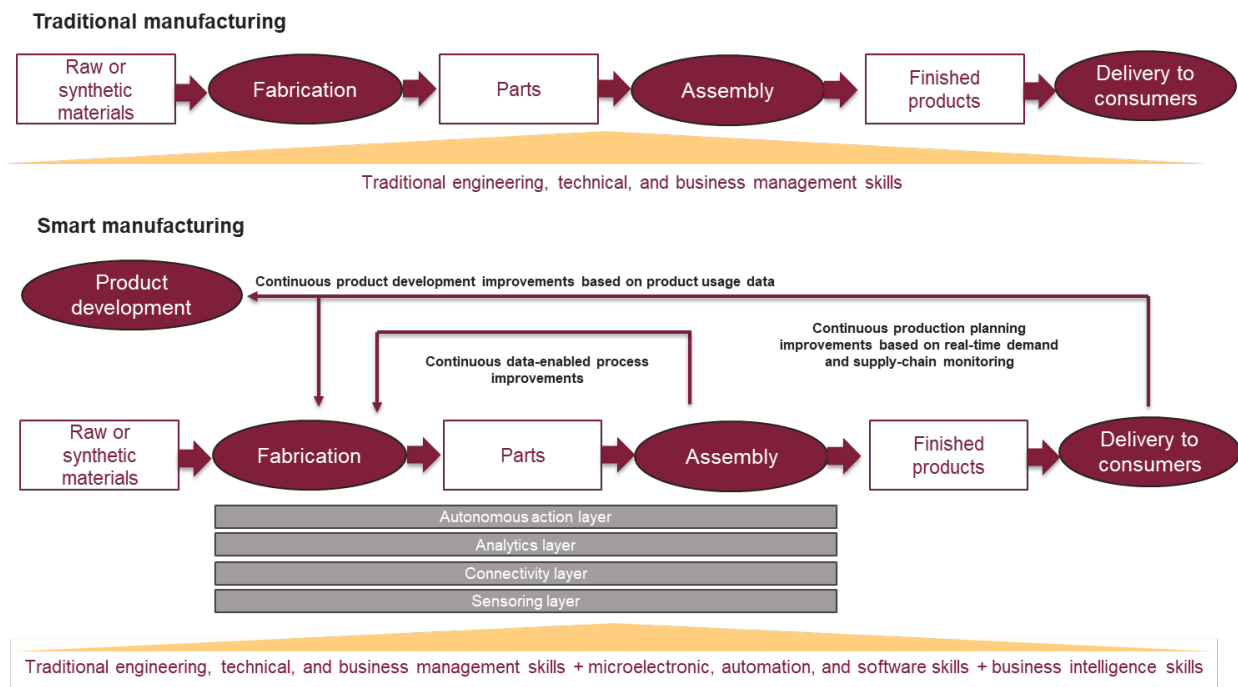 Traditional manufacturing
Raw or
synthetic
materials
Fabrication
Parts
Assembly
Finished
products
Delivery to
consumers
Traditional engineering, technical, and business management skills
Smart manufacturing
Product
development
Continuous product development improvements based on product usage data
Continuous production planning
improvements based on real-time demand
and supply-chain monitoring
Continuous data-enabled process
improvements
Raw or
synthetic
materials
Fabrication
Parts
Assembly
Finished
products
Delivery to
consumers
Autonomous action layer
Analytics layer
Connectivity layer
Sensoring layer
Traditional engineering, technical, and business management skills + microelectronic, automation, and software skills + business intelligence skills